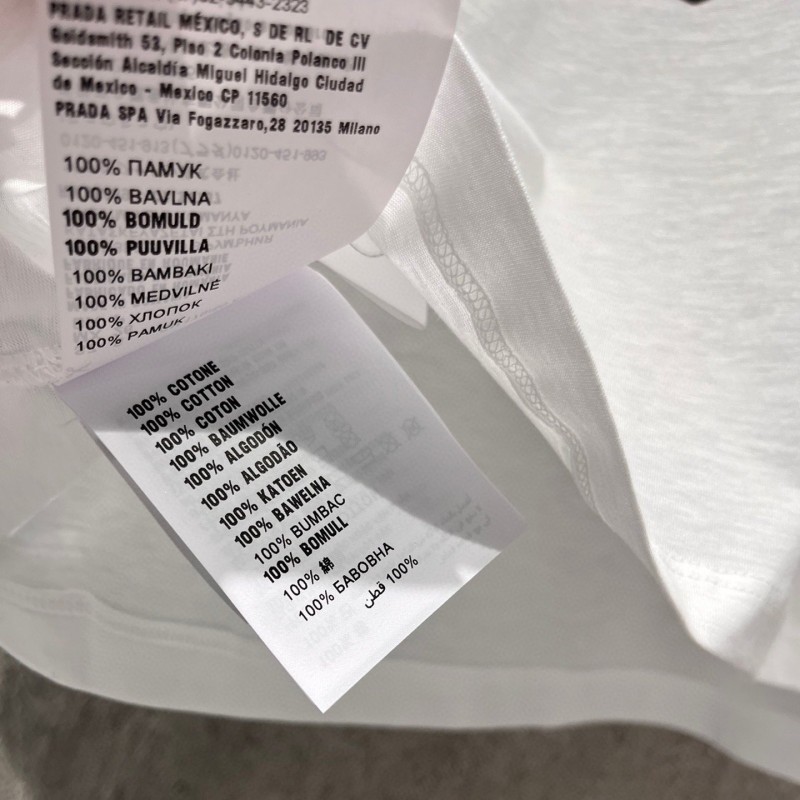 3443-2323
PRADA RETAIL MÉXICO, S DE RL DE CV
Goldsmith 53, Piso 2 Colonia Polanco III
Sección Alcaldía Miguel Hidalgo Ciudad
de Mexico - Mexico CP 11560
PRADA SPA Via Fogazzaro,28 20135 Milano
100% ПАМУК
100% BAVLNA
100% BOMULD
100% PUUVILLA
100% BAMBAKI
100% MEDVILNĖ
100% ХЛОПОК
100% PAMUK
100% COTONE
100% COTTON
100% COTON
100% BAUMWOLLE
100% ALGODÓN
100% ALGODÃO
100% KATOEN
100% BAWEŁNA
100% BUMBAC
100% BOMULL
100% 綿
100% БАВОВНА
100% قطن